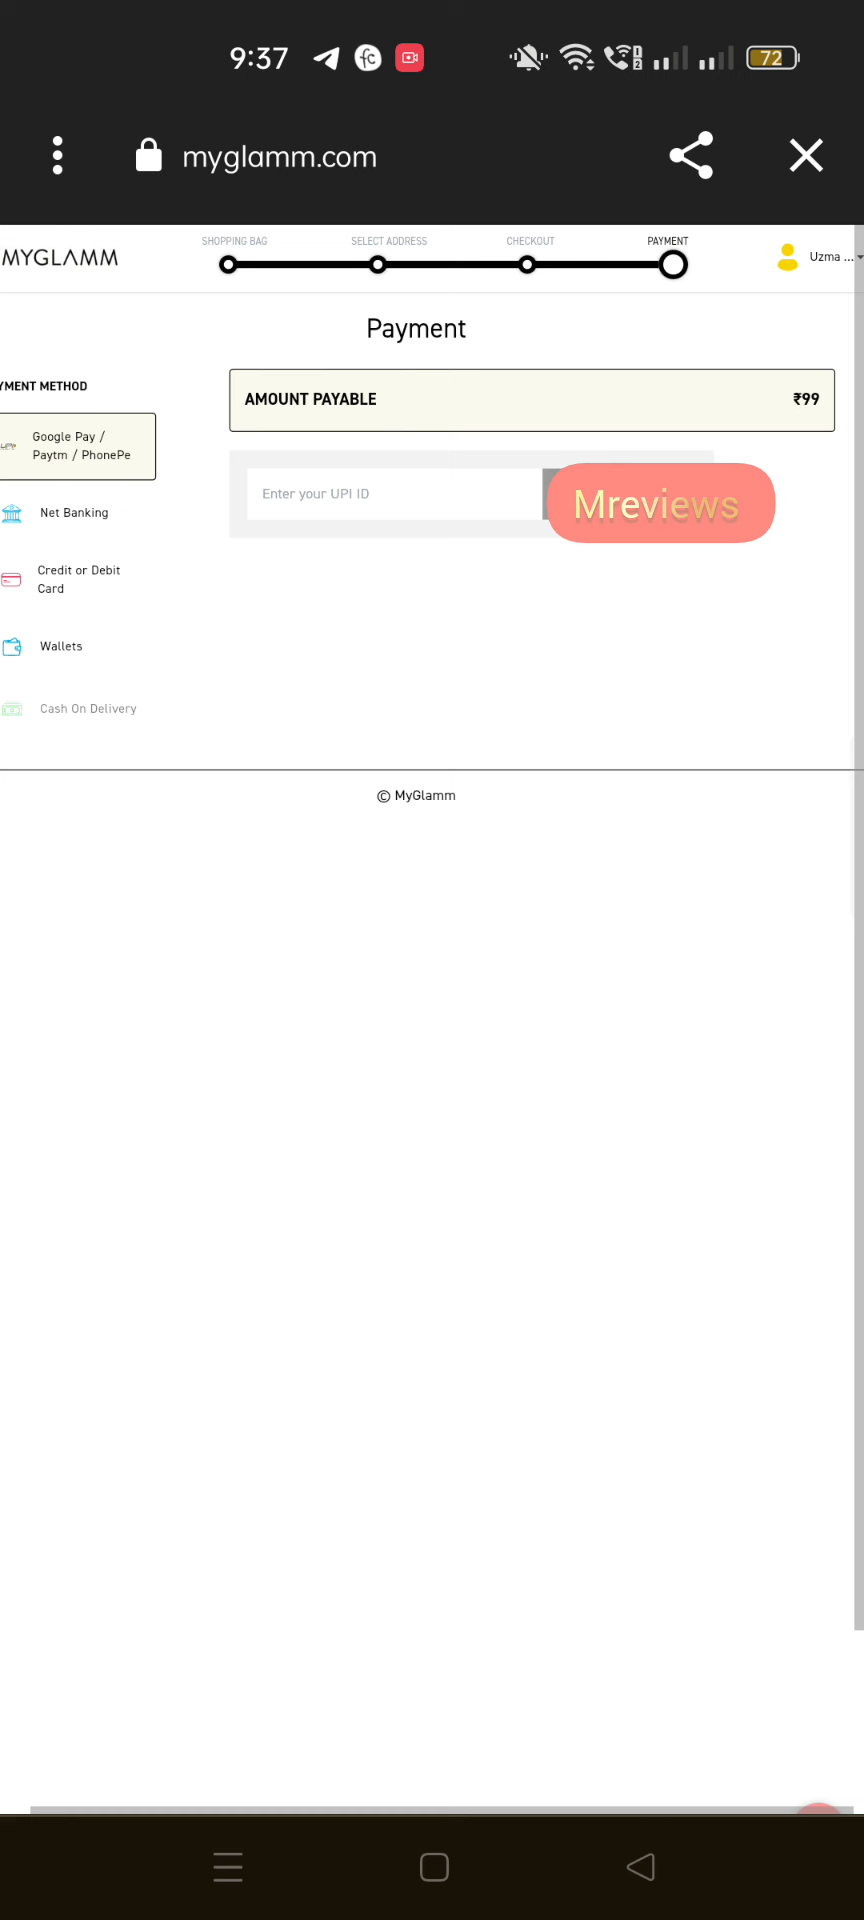 9:37
72
myglamm.com
MYGLAMM
SHOPPING BAG
SELECT ADDRESS
CHECKOUT
PAYMENT
Uzma ...
Payment
YMENT METHOD
AMOUNT PAYABLE
₹99
Google Pay /
Paytm / PhonePe
Enter your UPI ID
Mreviews
Net Banking
Credit or Debit
Card
Wallets
Cash On Delivery
© MyGlamm